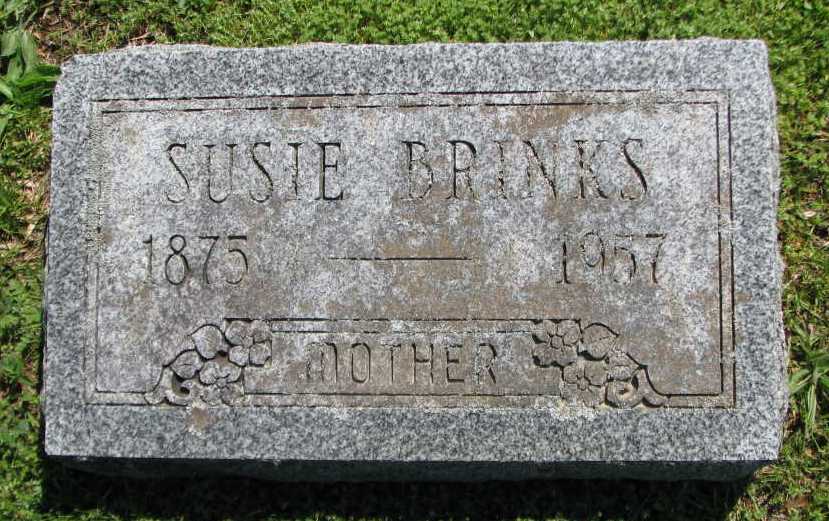 SUSIE BRINKS
1875 — 1957
MOTHER